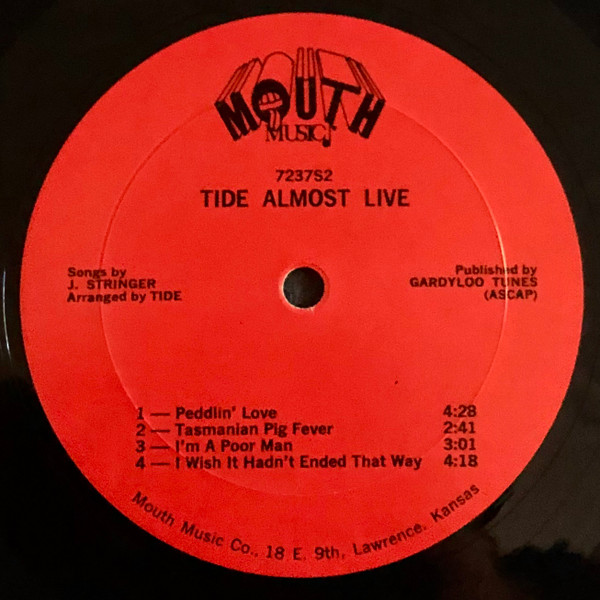 MOUTH
MUSIC
7237S2
TIDE ALMOST LIVE
Songs by
J. STRINGER
Arranged by TIDE
Published by
GARDYLOO TUNES
(ASCAP)
1 — Peddlin' Love 4:28
2 — Tasmanian Pig Fever 2:41
3 — I'm A Poor Man 3:01
4 — I Wish It Hadn't Ended That Way 4:18
Mouth Music Co., 18 E. 9th, Lawrence, Kansas